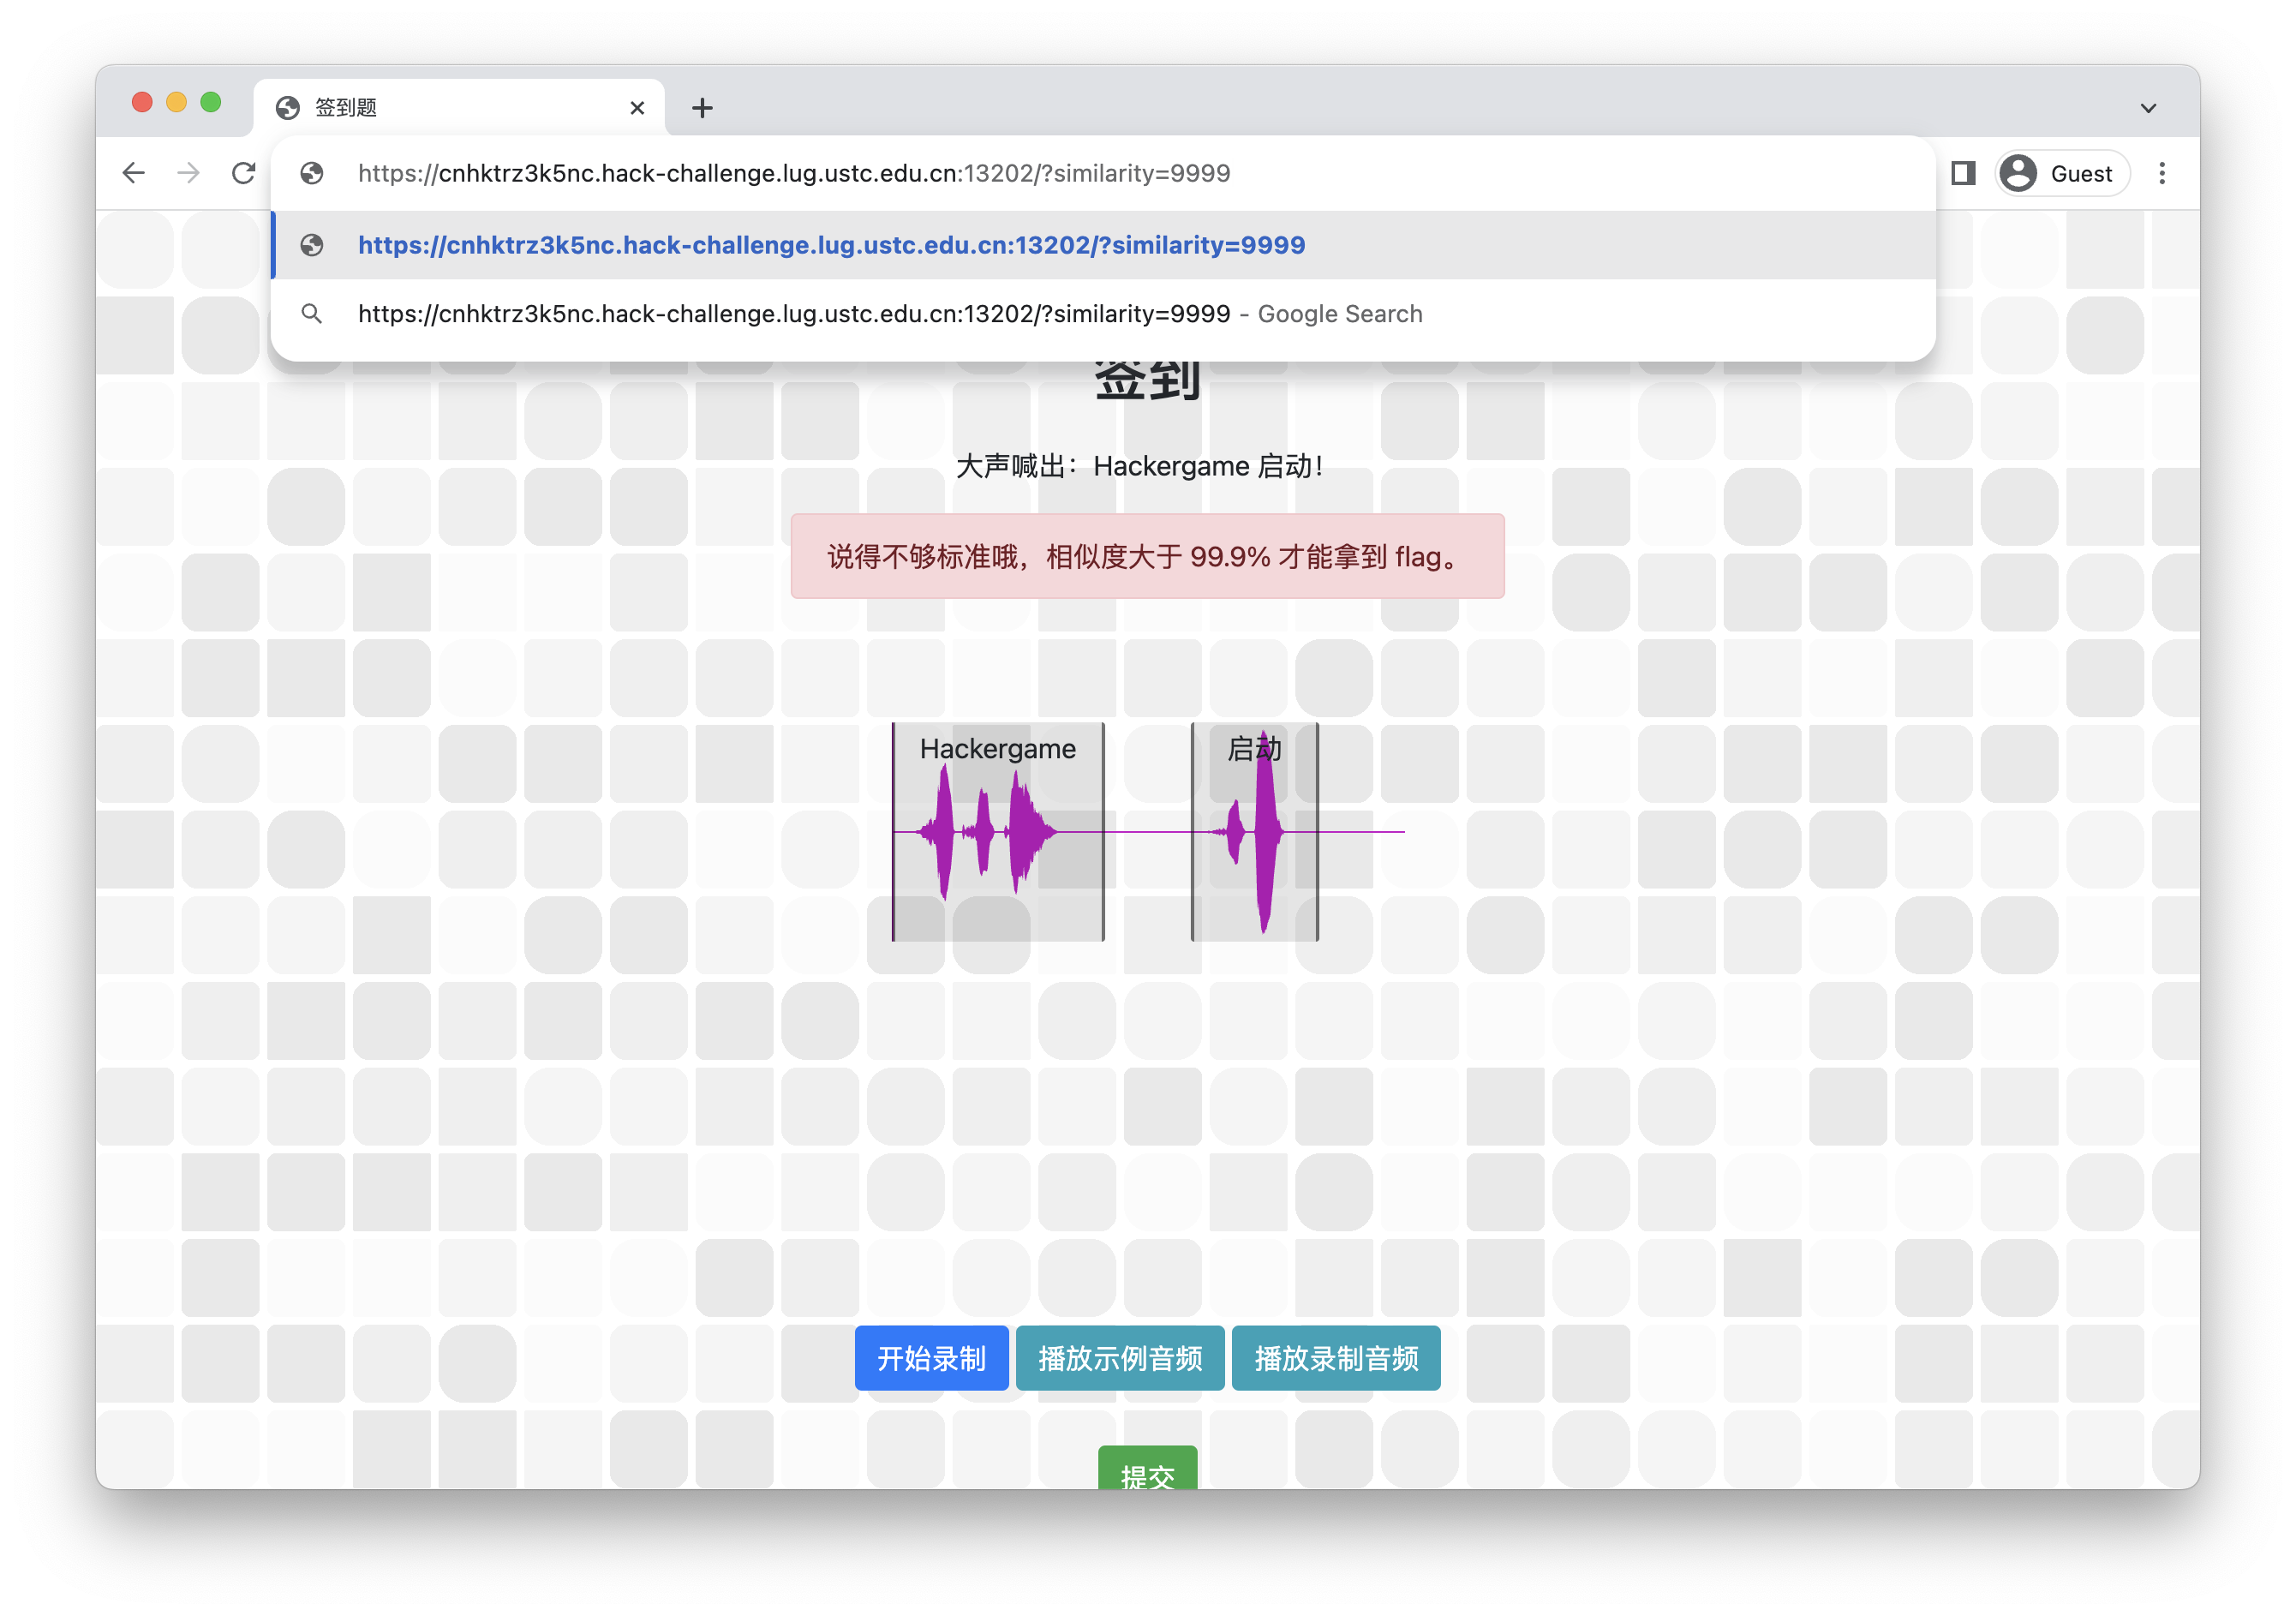 签到题
https://cnhktrz3k5nc.hack-challenge.lug.ustc.edu.cn:13202/?similarity=9999
Guest
https://cnhktrz3k5nc.hack-challenge.lug.ustc.edu.cn:13202/?similarity=9999
https://cnhktrz3k5nc.hack-challenge.lug.ustc.edu.cn:13202/?similarity=9999 - Google Search
签到
大声喊出：Hackergame 启动！
说得不够标准哦，相似度大于 99.9% 才能拿到 flag。
Hackergame 启动
开始录制 播放示例音频 播放录制音频
提交